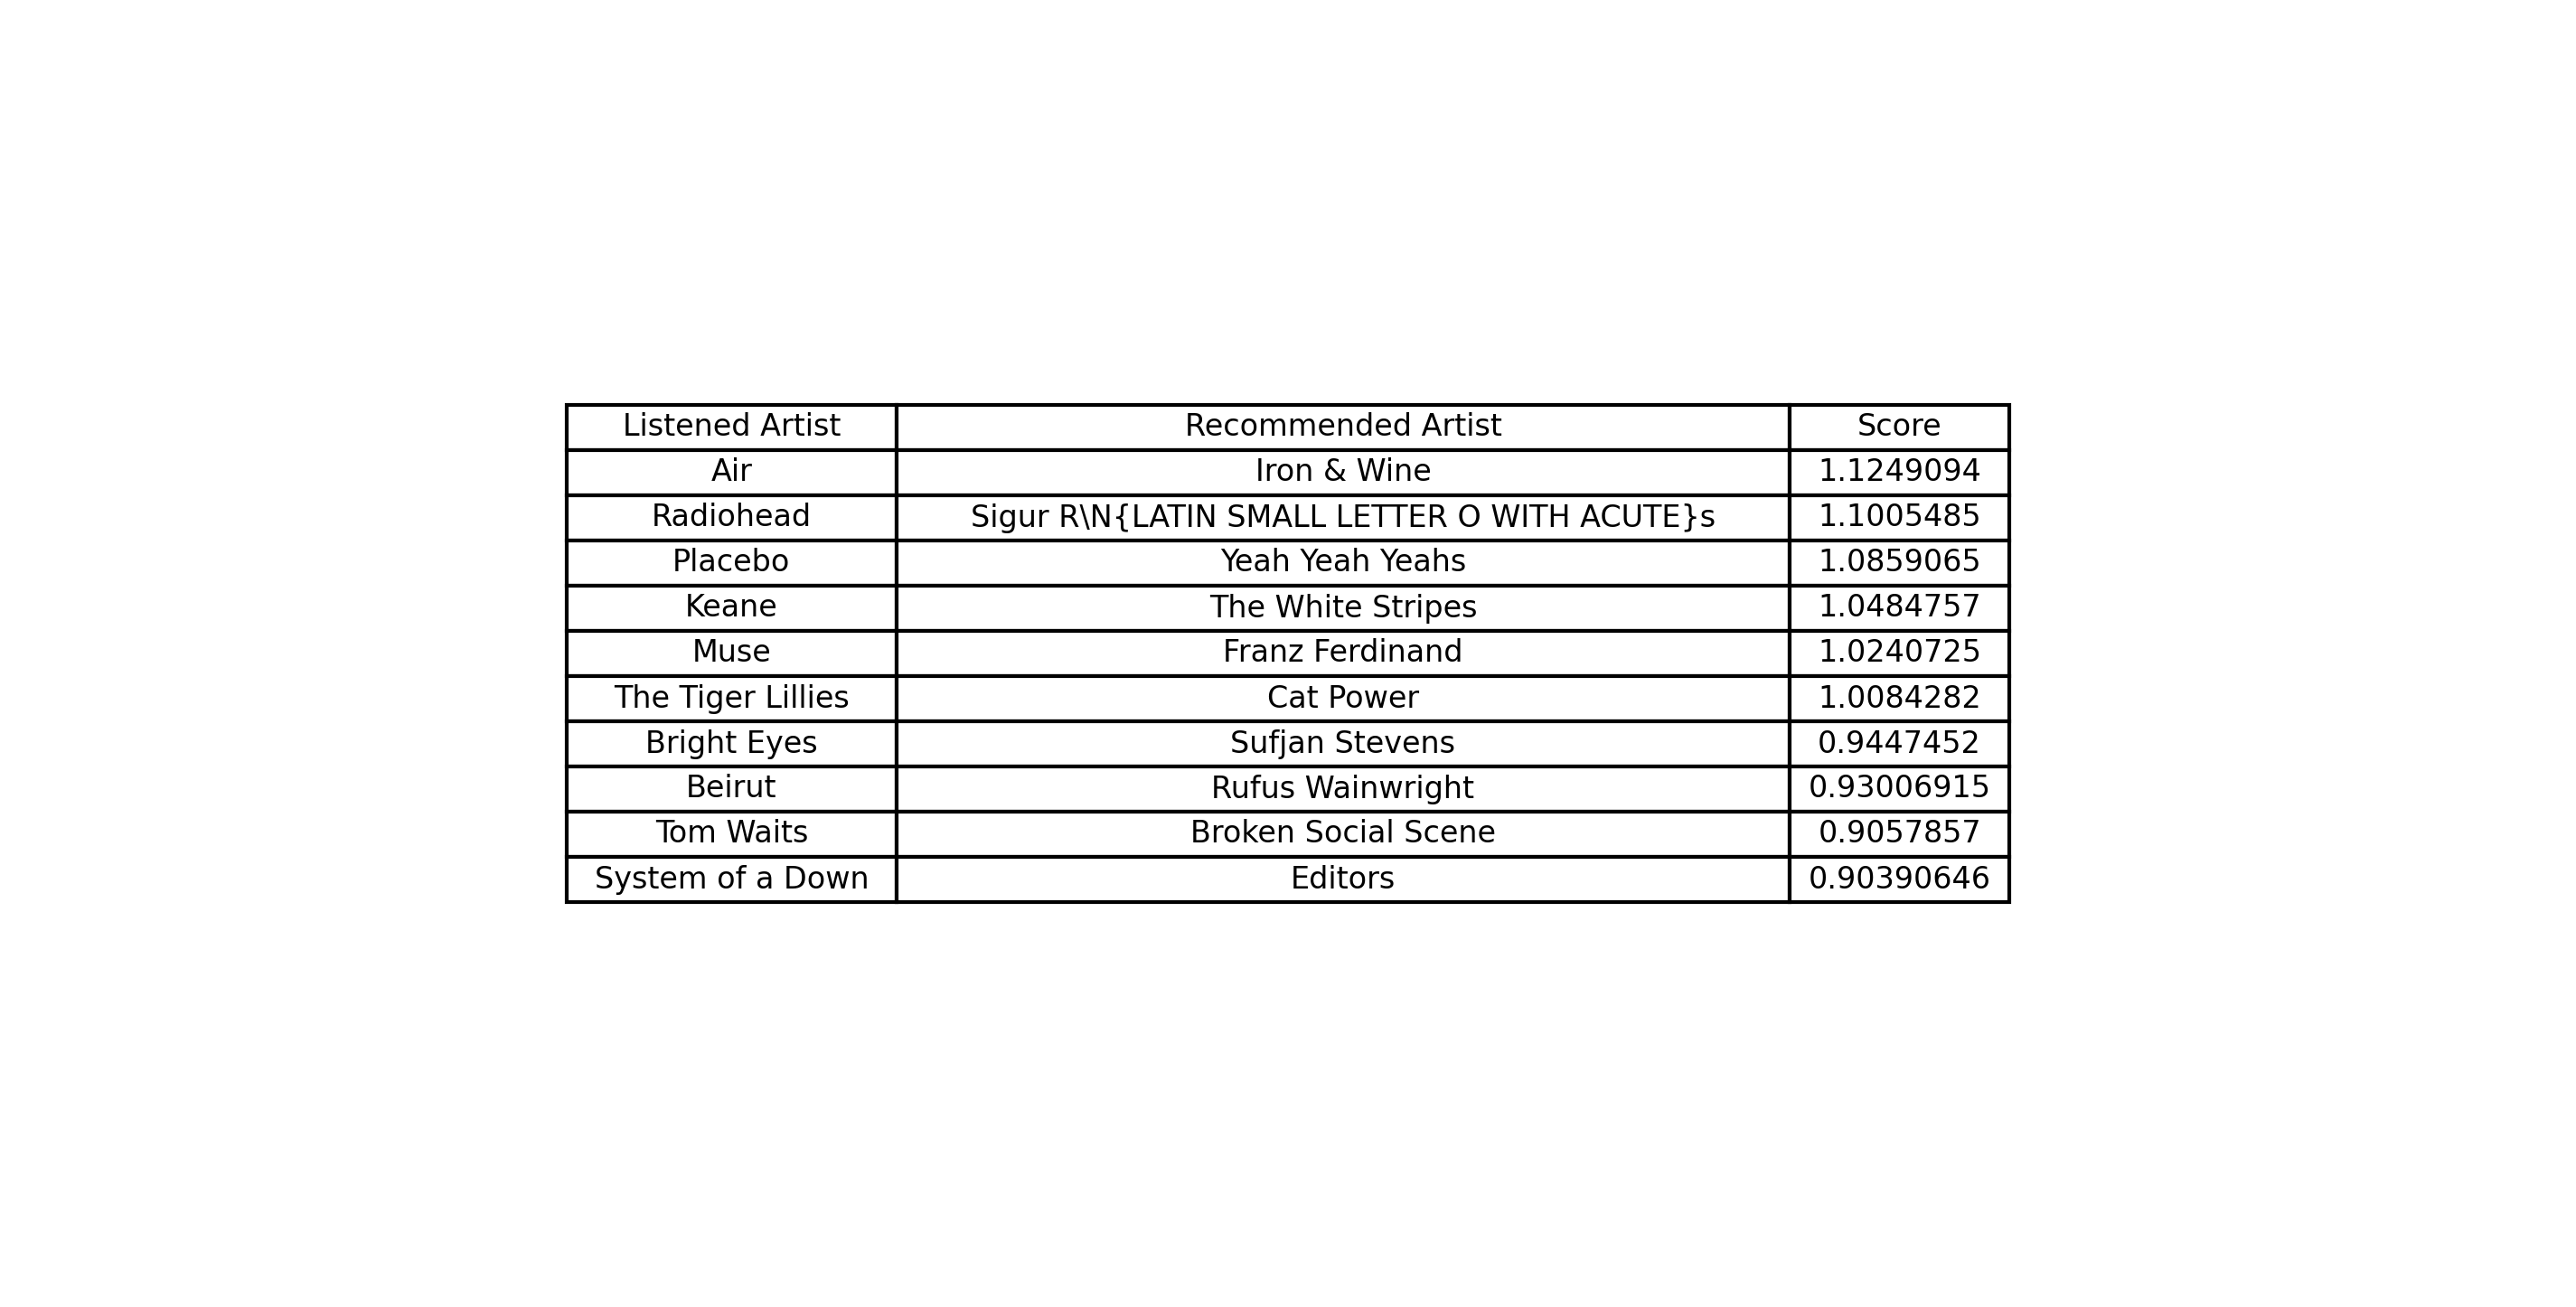 Listened Artist Recommended Artist Score
Air Iron & Wine 1.1249094
Radiohead Sigur R\N{LATIN SMALL LETTER O WITH ACUTE}s 1.1005485
Placebo Yeah Yeah Yeahs 1.0859065
Keane The White Stripes 1.0484757
Muse Franz Ferdinand 1.0240725
The Tiger Lillies Cat Power 1.0084282
Bright Eyes Sufjan Stevens 0.9447452
Beirut Rufus Wainwright 0.93006915
Tom Waits Broken Social Scene 0.9057857
System of a Down Editors 0.90390646